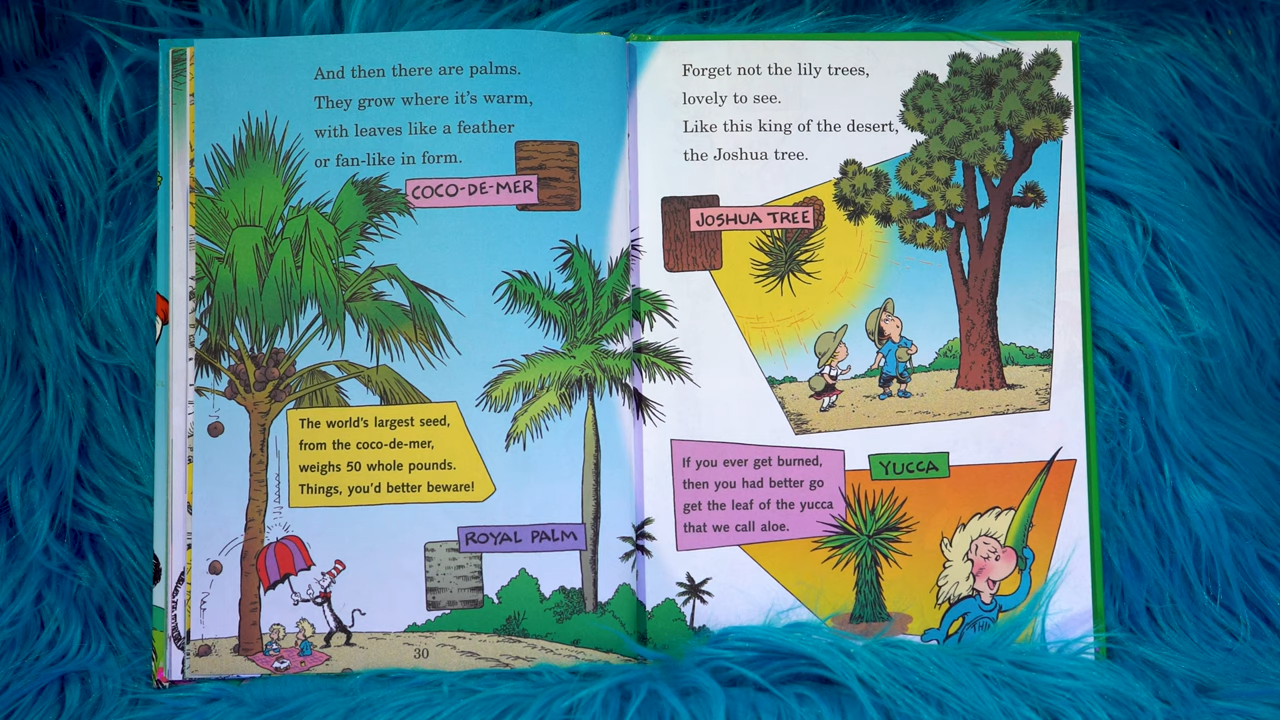 And then there are palms.
They grow where it's warm,
with leaves like a feather
or fan-like in form.
COCO-DE-MER
The world's largest seed,
from the coco-de-mer,
weighs 50 whole pounds.
Things, you'd better beware!
ROYAL PALM
30
Forget not the lily trees,
lovely to see.
Like this king of the desert,
the Joshua tree.
JOSHUA TREE
If you ever get burned,
then you had better go
get the leaf of the yucca
that we call aloe.
YUCCA